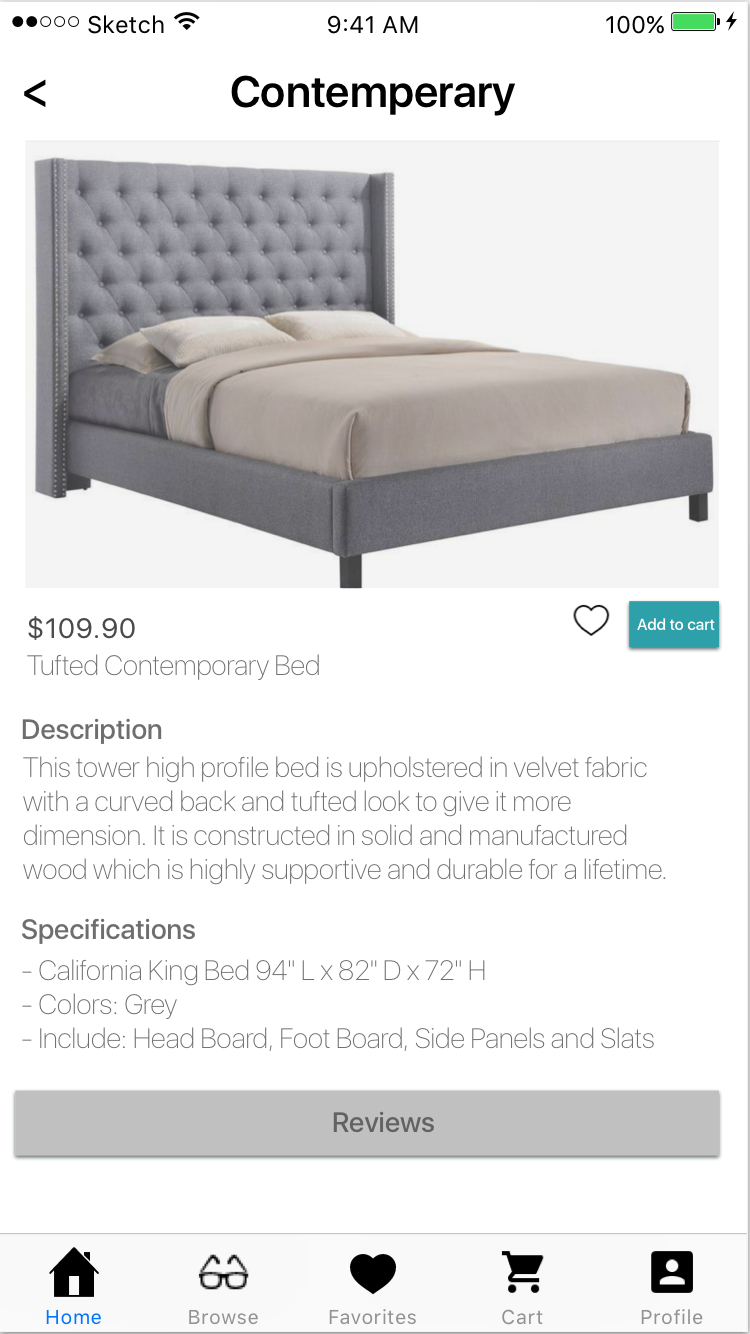 Sketch 9:41 AM 100%
< Contemperary
$109.90 Add to cart
Tufted Contemporary Bed
Description
This tower high profile bed is upholstered in velvet fabric
with a curved back and tufted look to give it more
dimension. It is constructed in solid and manufactured
wood which is highly supportive and durable for a lifetime.
Specifications
- California King Bed 94" L x 82" D x 72" H
- Colors: Grey
- Include: Head Board, Foot Board, Side Panels and Slats
Reviews
Home Browse Favorites Cart Profile